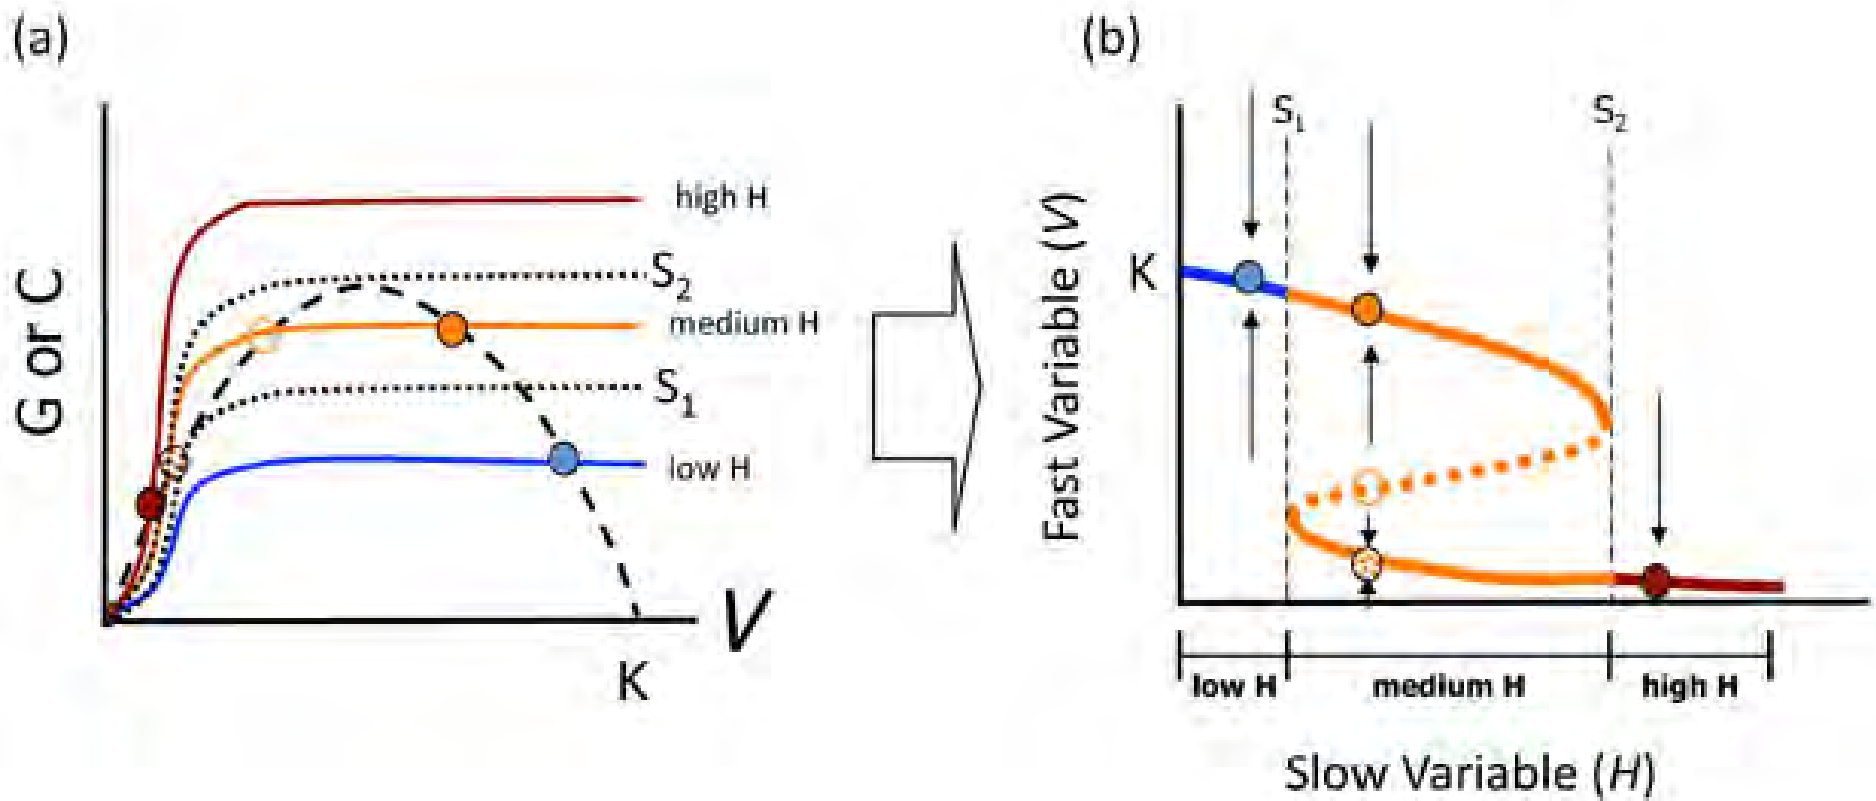 (a)
G or C
high H
S2
medium H
S1
low H
V
K
(b)
S1
S2
Fast Variable (V)
K
low H
medium H
high H
Slow Variable (H)